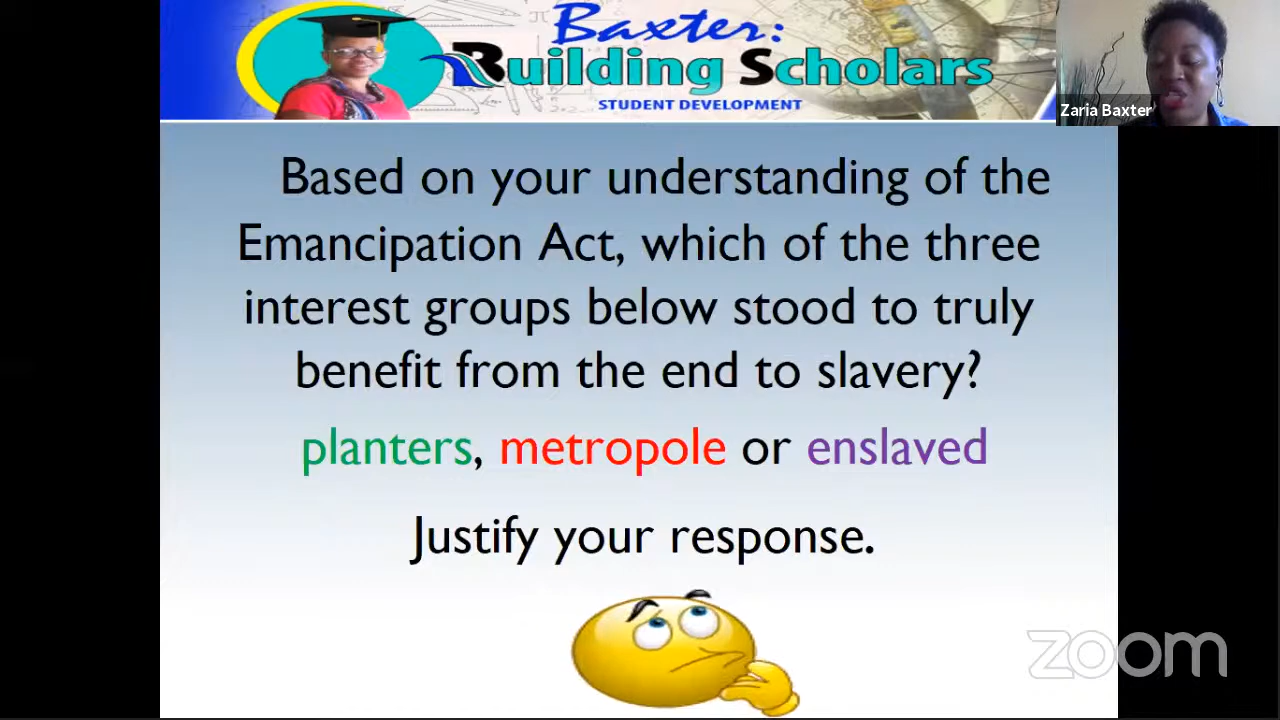 Baxter:
Building Scholars
STUDENT DEVELOPMENT
Zaria Baxter
Based on your understanding of the
Emancipation Act, which of the three
interest groups below stood to truly
benefit from the end to slavery?
planters, metropole or enslaved
Justify your response.
zoom